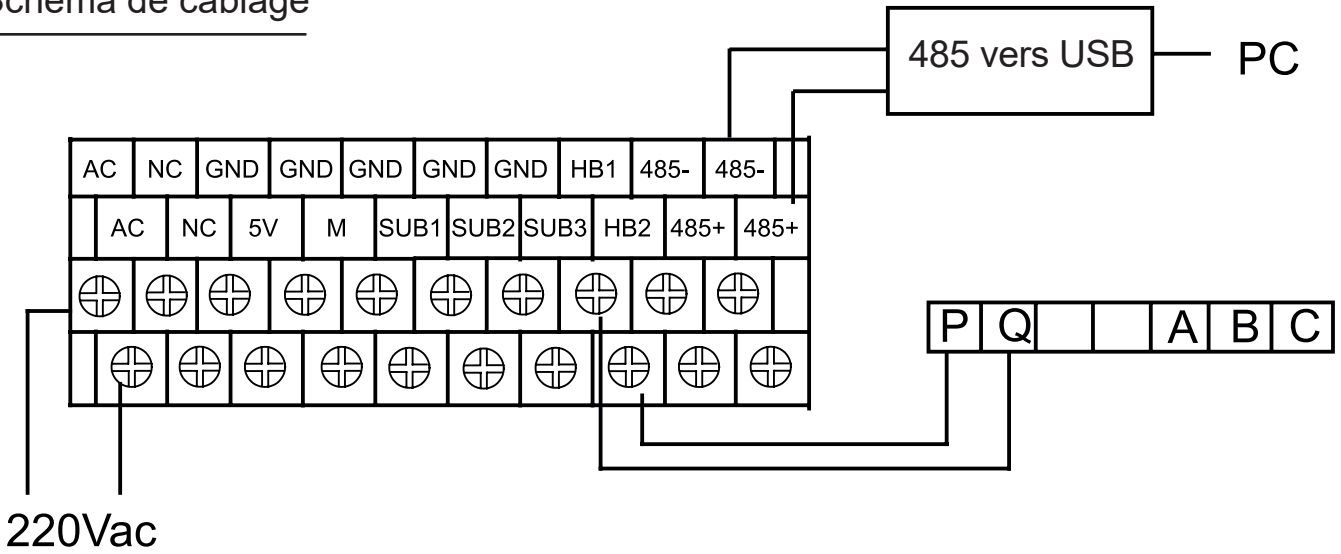 Schéma de câblage
485 vers USB
PC
AC NC GND GND GND GND GND HB1 485- 485-
AC NC 5V M SUB1 SUB2 SUB3 HB2 485+ 485+
P Q A B C
220Vac